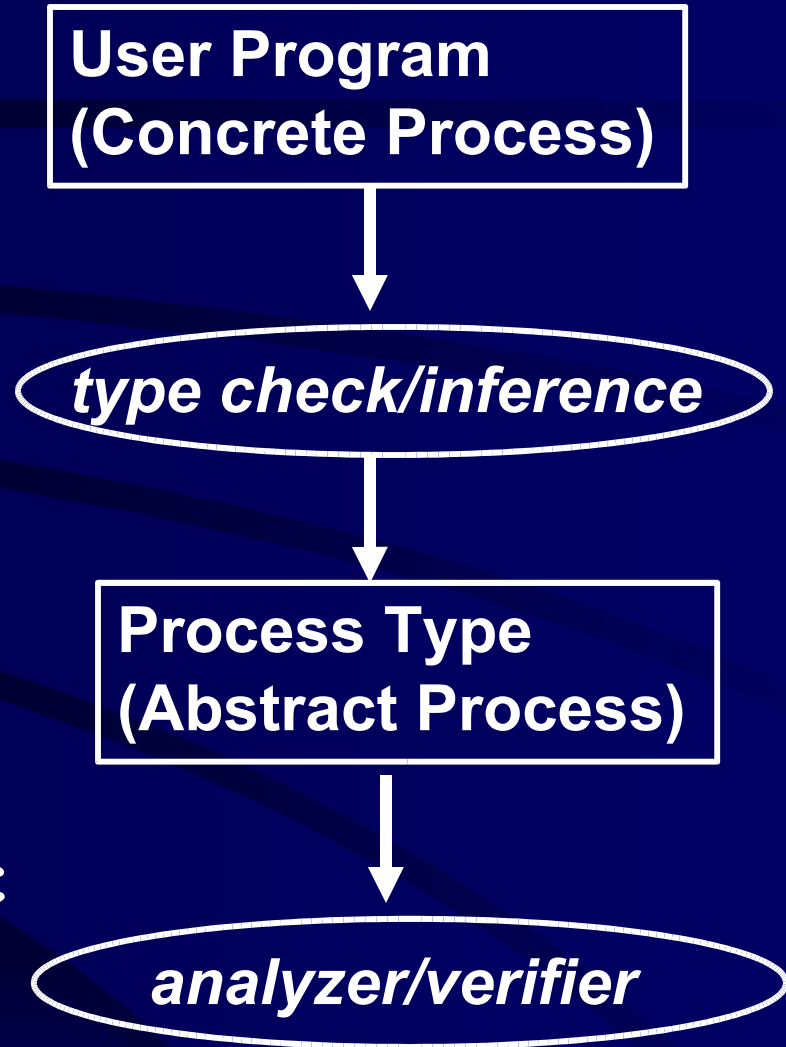 User Program
(Concrete Process)
type check/inference
Process Type
(Abstract Process)
:
analyzer/verifier